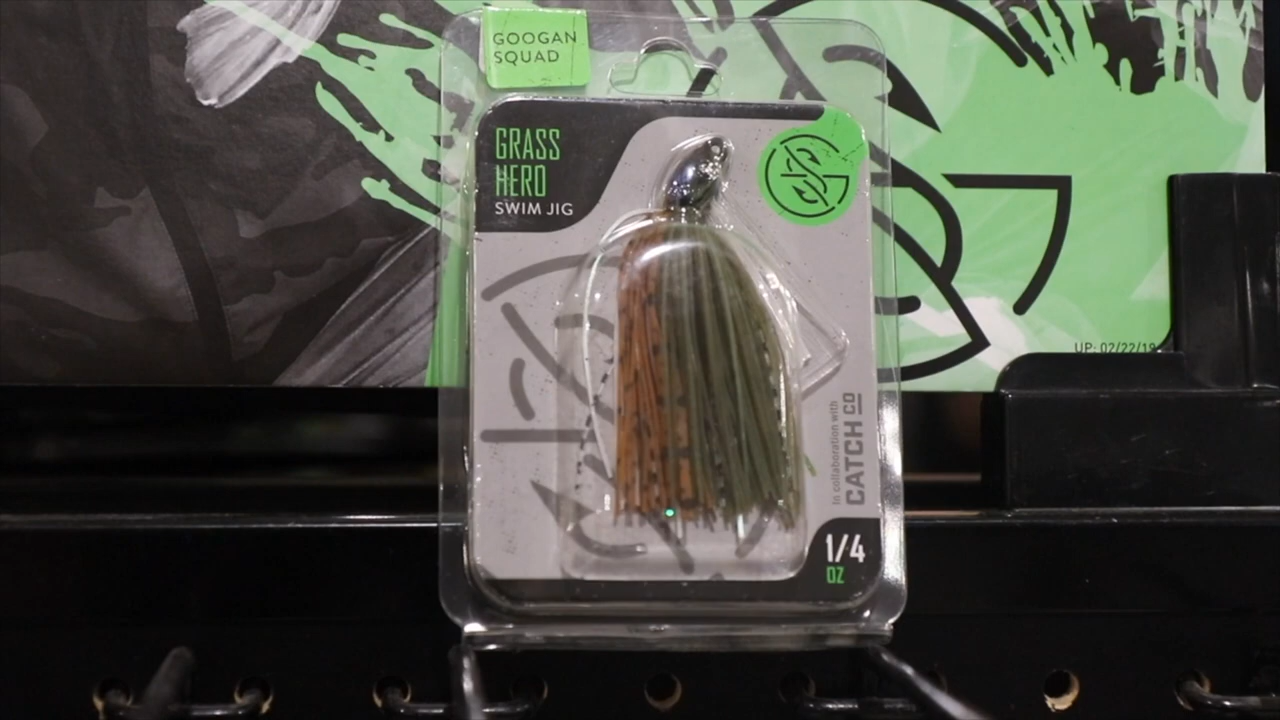 GOOGAN
SQUAD
GRASS
HERO
SWIM JIG
In collaboration with
CATCH CO
1/4
OZ
UP: 02/22/19